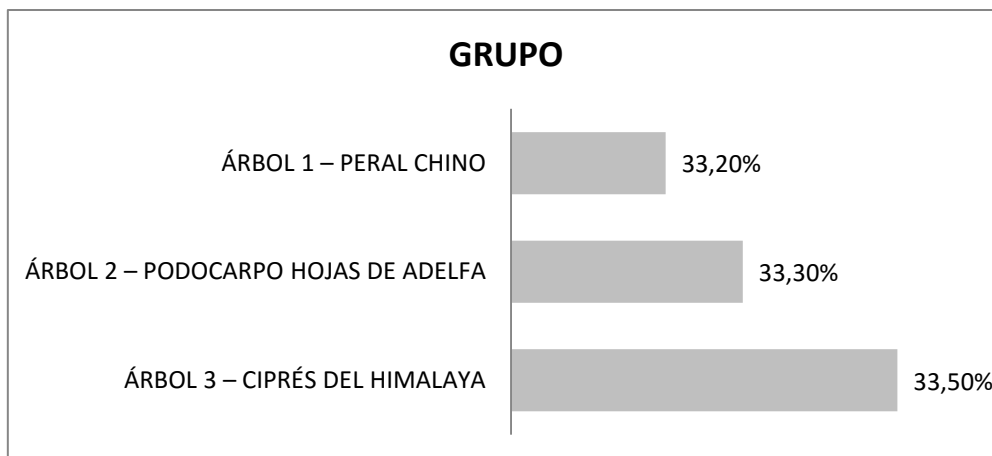 GRUPO
ÁRBOL 1 – PERAL CHINO
33,20%
ÁRBOL 2 – PODOCARPO HOJAS DE ADELFA
33,30%
ÁRBOL 3 – CIPRÉS DEL HIMALAYA
33,50%